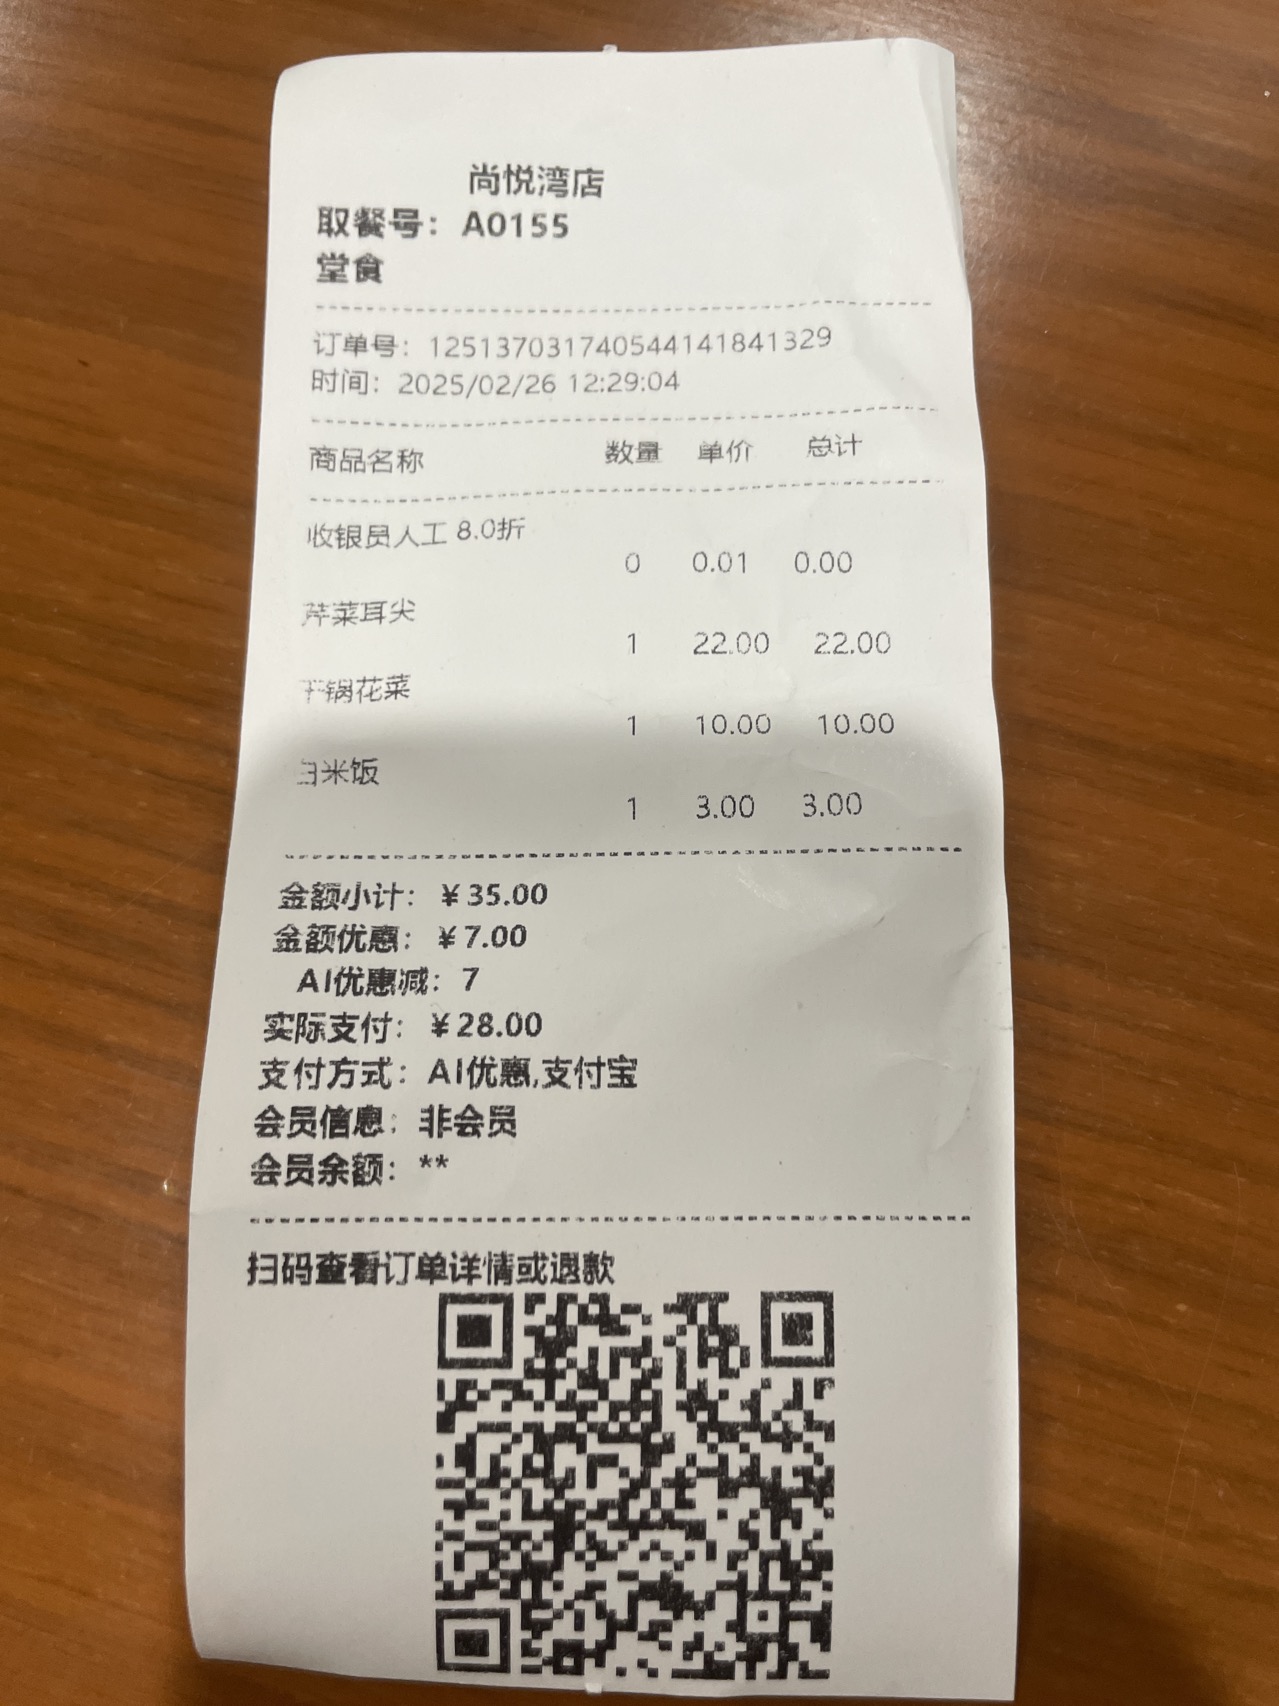 尚悦湾店
取餐号：A0155
堂食
订单号：1251370317405441418​41329
时间：2025/02/26 12:29:04
商品名称 数量 单价 总计
收银员人工 8.0折
0 0.01 0.00
芹菜耳尖
1 22.00 22.00
干锅花菜
1 10.00 10.00
白米饭
1 3.00 3.00
金额小计：￥35.00
金额优惠：￥7.00
AI优惠减：7
实际支付：￥28.00
支付方式：AI优惠,支付宝
会员信息：非会员
会员余额：**
扫码查看订单详情或退款